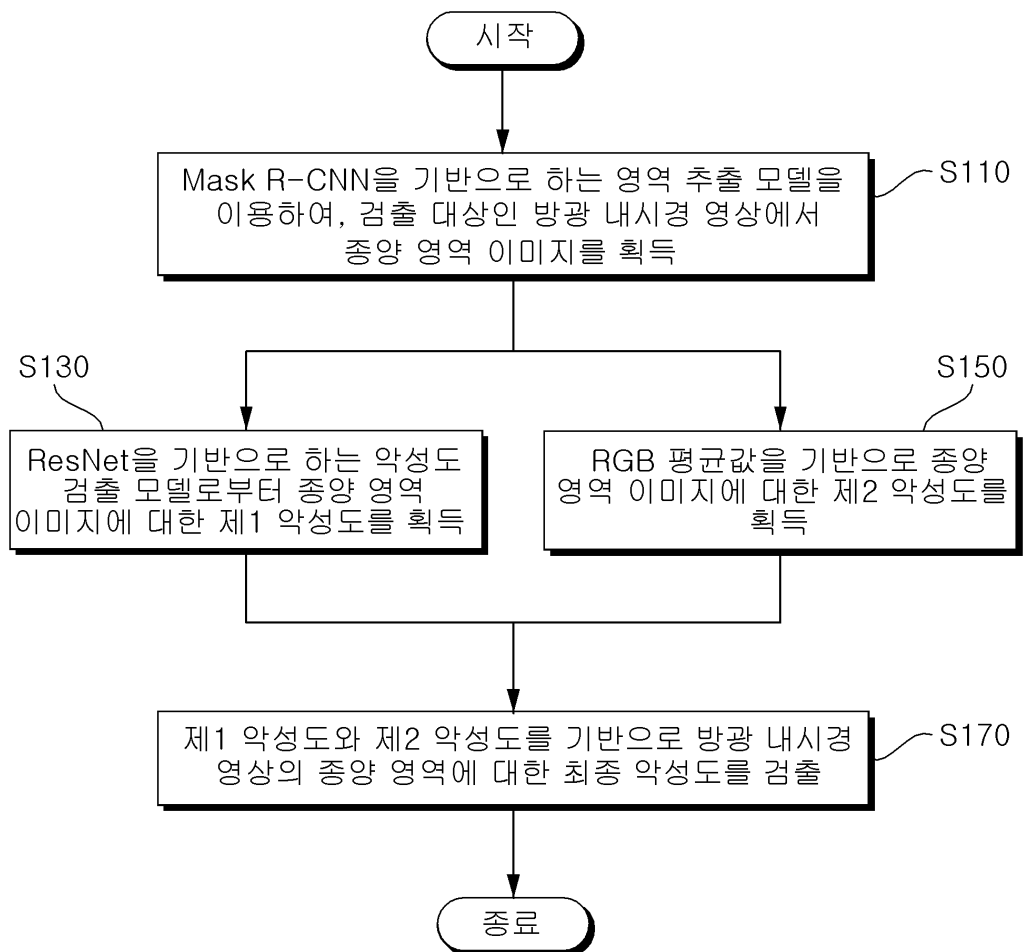 시작
Mask R-CNN을 기반으로 하는 영역 추출 모델을
이용하여, 검출 대상인 방광 내시경 영상에서
종양 영역 이미지를 획득
S110
S130
ResNet을 기반으로 하는 악성도
검출 모델로부터 종양 영역
이미지에 대한 제1 악성도를 획득
S150
RGB 평균값을 기반으로 종양
영역 이미지에 대한 제2 악성도를
획득
제1 악성도와 제2 악성도를 기반으로 방광 내시경
영상의 종양 영역에 대한 최종 악성도를 검출
S170
종료